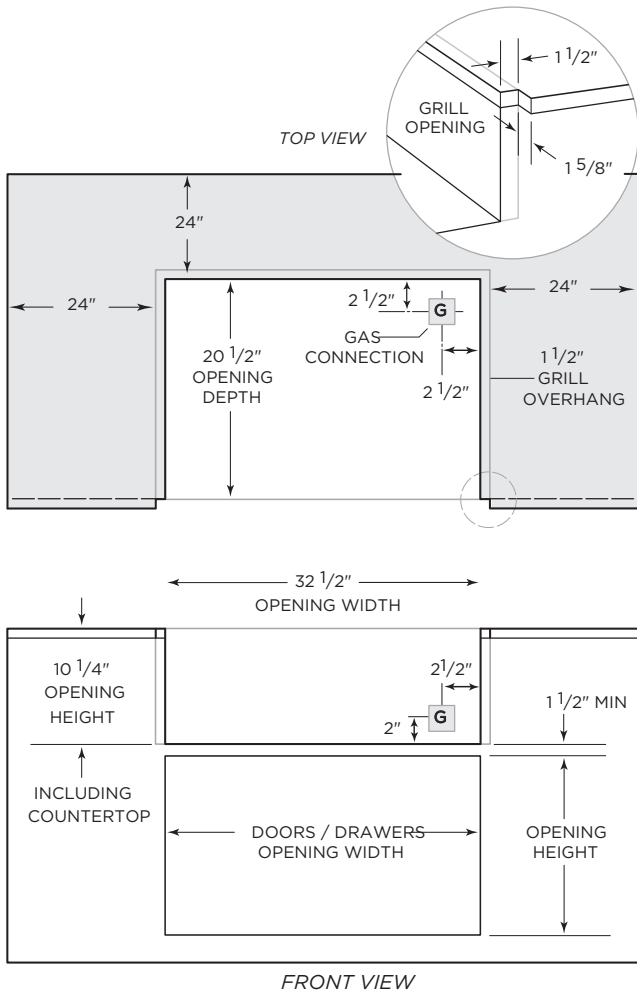 1 1/2"
GRILL
OPENING
TOP VIEW
1 5/8"
24"
24"
2 1/2"
G
24"
GAS
CONNECTION
20 1/2"
OPENING
DEPTH
2 1/2"
1 1/2"
GRILL
OVERHANG
32 1/2"
OPENING WIDTH
10 1/4"
OPENING
HEIGHT
2 1/2"
G
2"
1 1/2" MIN
INCLUDING
COUNTERTOP
DOORS / DRAWERS
OPENING WIDTH
OPENING
HEIGHT
FRONT VIEW